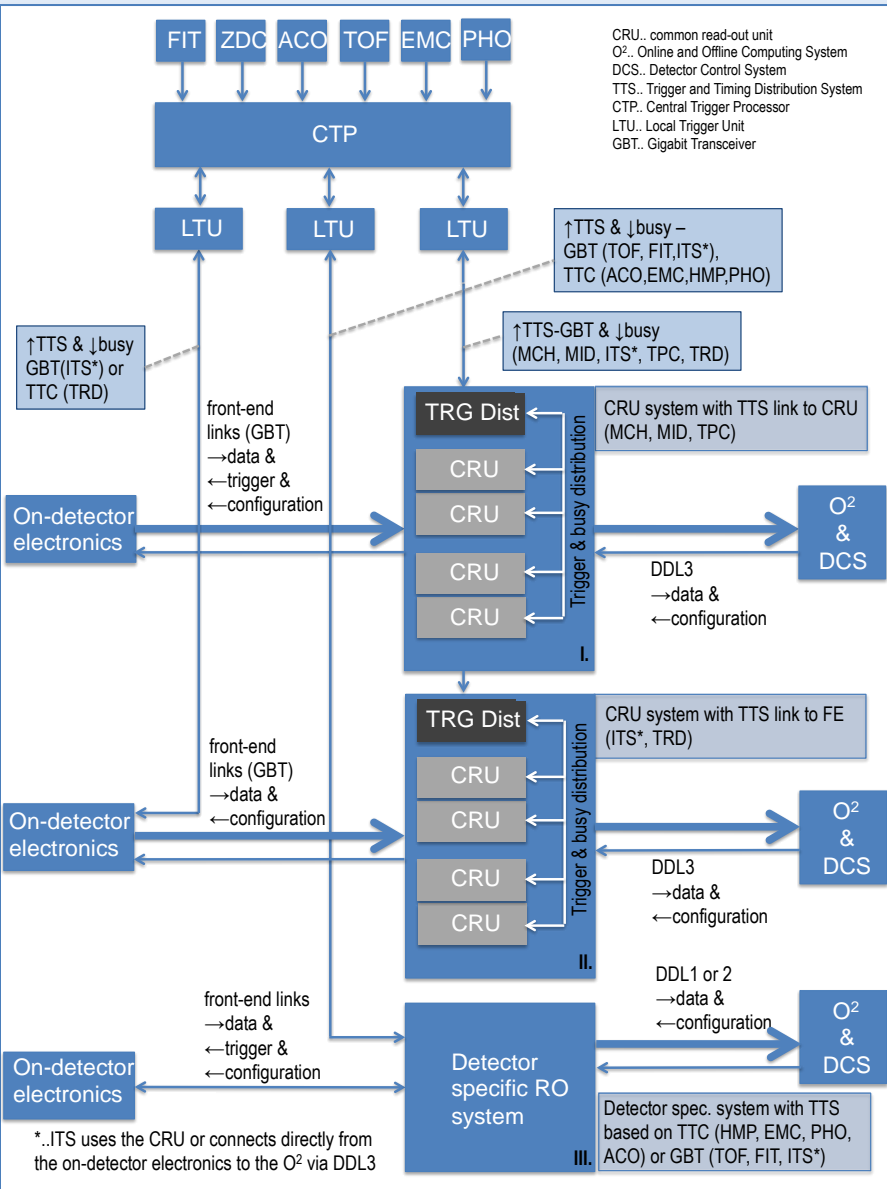 FIT ZDC ACO TOF EMC PHO
CRU.. common read-out unit
O².. Online and Offline Computing System
DCS.. Detector Control System
TTS.. Trigger and Timing Distribution System
CTP.. Central Trigger Processor
LTU.. Local Trigger Unit
GBT.. Gigabit Transceiver
CTP
LTU LTU LTU
↑TTS & ↓busy –
GBT (TOF, FIT,ITS*),
TTC (ACO,EMC,HMP,PHO)
↑TTS & ↓busy
GBT(ITS*) or
TTC (TRD)
↑TTS-GBT & ↓busy
(MCH, MID, ITS*, TPC, TRD)
front-end
links (GBT)
→data &
←trigger &
←configuration
On-detector
electronics
TRG Dist
CRU
CRU
CRU
CRU
Trigger & busy distribution
I.
CRU system with TTS link to CRU
(MCH, MID, TPC)
O²
&
DCS
DDL3
→data &
←configuration
front-end
links (GBT)
→data &
←configuration
On-detector
electronics
TRG Dist
CRU
CRU
CRU
CRU
Trigger & busy distribution
II.
CRU system with TTS link to FE
(ITS*, TRD)
O²
&
DCS
DDL3
→data &
←configuration
front-end links
→data &
←trigger &
←configuration
On-detector
electronics
Detector
specific RO
system
III.
DDL1 or 2
→data &
←configuration
O²
&
DCS
Detector spec. system with TTS
based on TTC (HMP, EMC, PHO,
ACO) or GBT (TOF, FIT, ITS*)
*..ITS uses the CRU or connects directly from
the on-detector electronics to the O² via DDL3